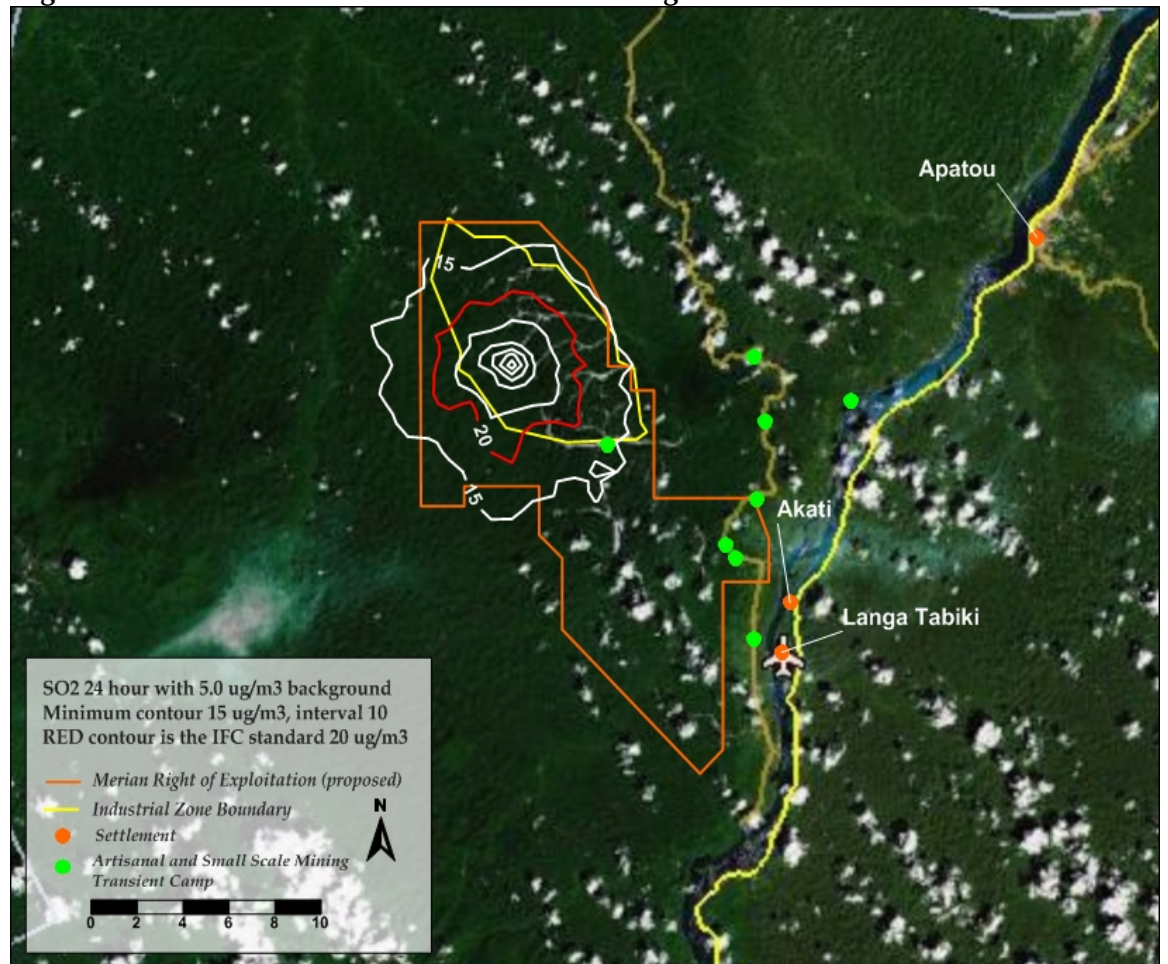 Apatou
15
20
15
Akati
Langa Tabiki
SO2 24 hour with 5.0 ug/m3 background
Minimum contour 15 ug/m3, interval 10
RED contour is the IFC standard 20 ug/m3
Merian Right of Exploitation (proposed)
Industrial Zone Boundary
Settlement
Artisanal and Small Scale Mining
Transient Camp
N
0 2 4 6 8 10